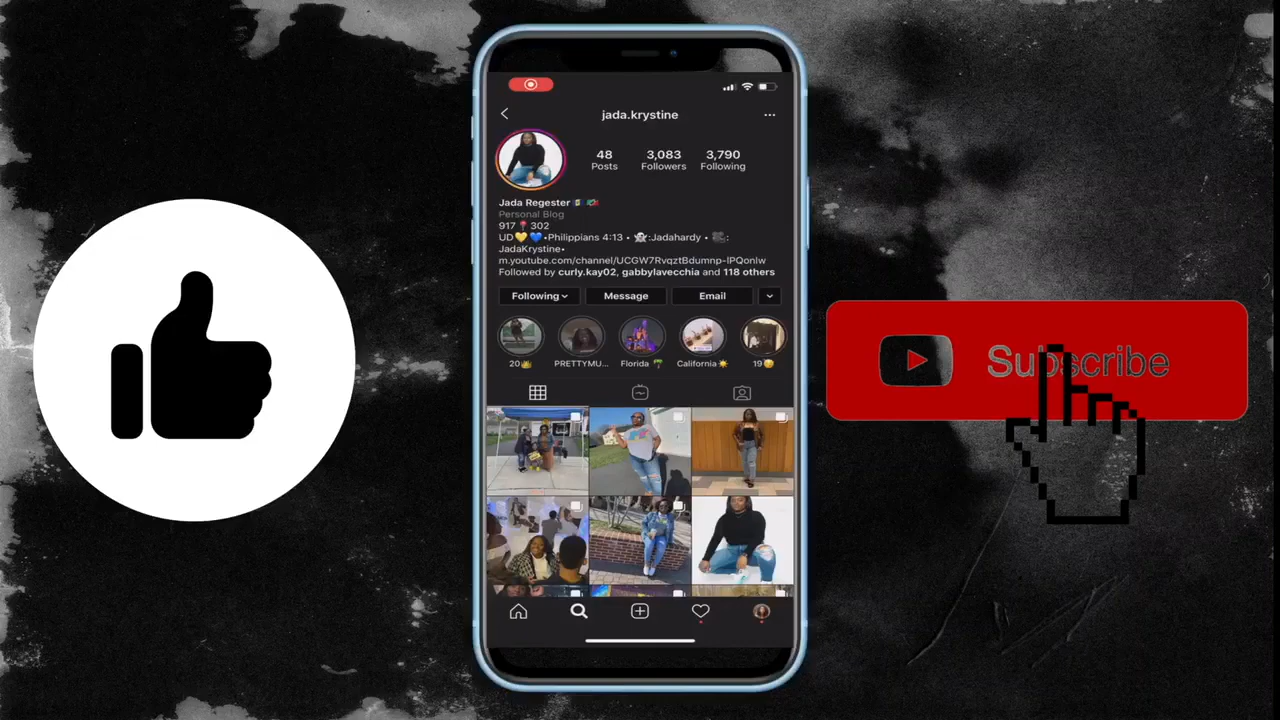 jada.krystine
48
Posts
3,083
Followers
3,790
Following
Jada Regester
Personal Blog
917📍302
UD💛💙•Philippians 4:13 • 👻:Jadahardy • 🎥:
JadaKrystine•
m.youtube.com/channel/UCGW7RvqztBdumnp-lPQonlw
Followed by curly.kay02, gabbylavecchia and 118 others
Following Message Email
20 PRETTYMU... Florida 🌴 California☀️ 19
Subscribe